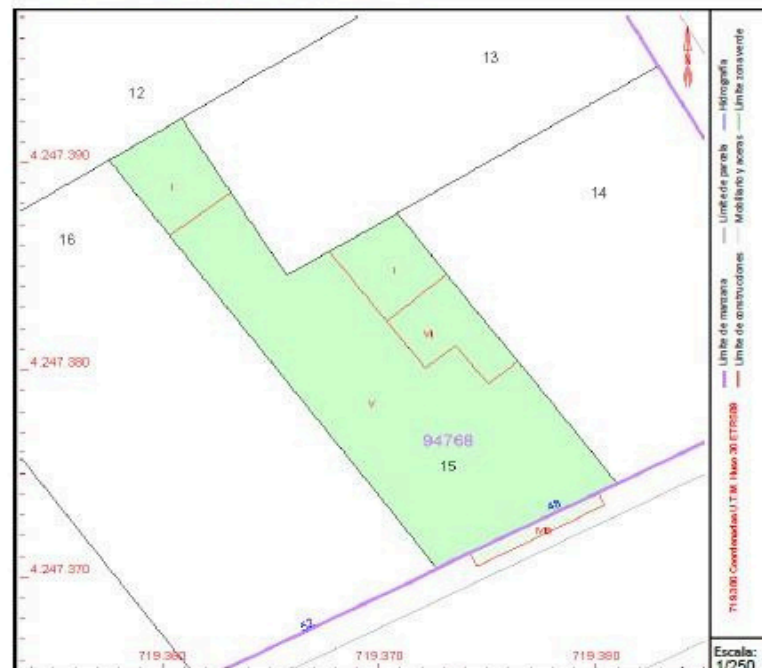 12
13
4.247.390
I
14
16
I
VI
4.247.380
V
94768
15
48
4.247.370
52
719.360
719.370
719.380
719.380 Coordenadas U.T.M. Huso 30 ETRS89
Límite de manzana
Límite de construcciones
Límite de parcela
Mobiliario y aceras
Hidrografía
Límite zona verde
Escala:
1/250